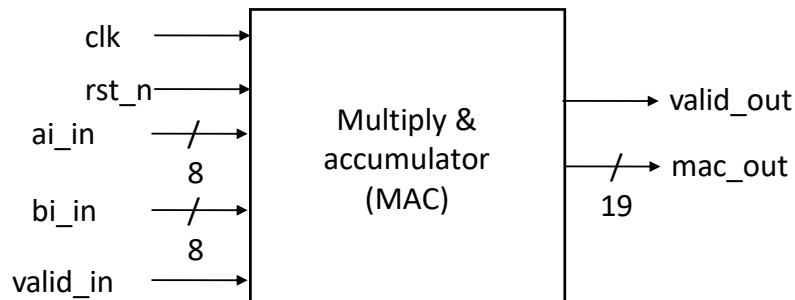 clk
rst_n
ai_in
8
bi_in
8
valid_in
Multiply &
accumulator
(MAC)
valid_out
mac_out
19